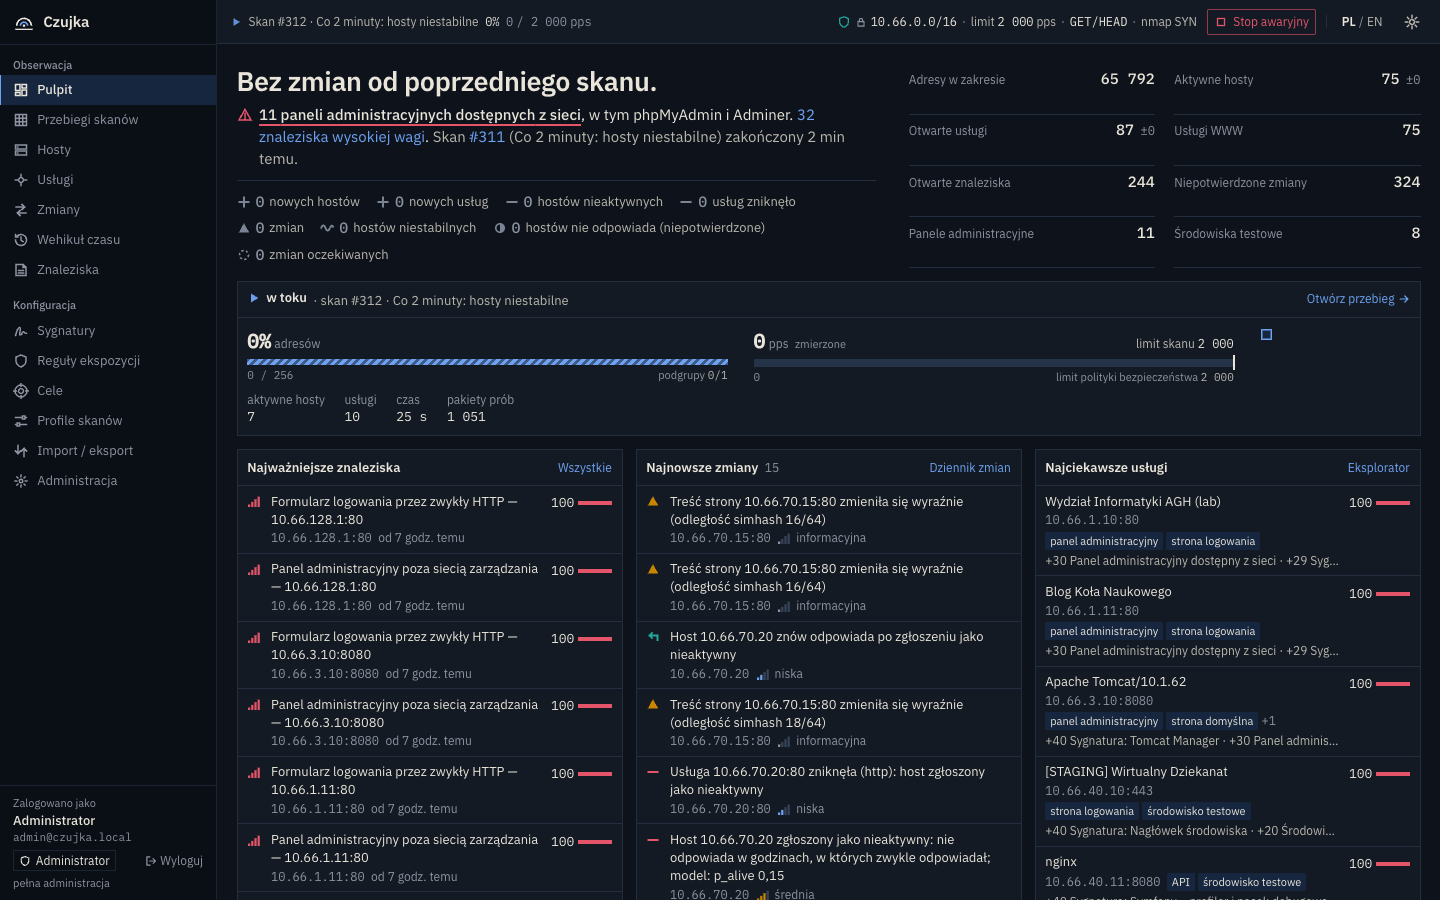 Czujka
Skan #312 · Co 2 minuty: hosty niestabilne 0% 0 / 2 000 pps
10.66.0.0/16 · limit 2 000 pps · GET/HEAD · nmap SYN
Stop awaryjny
PL / EN
Obserwacja
Pulpit
Przebiegi skanów
Hosty
Usługi
Zmiany
Wehikuł czasu
Znaleziska
Konfiguracja
Sygnatury
Reguły ekspozycji
Cele
Profile skanów
Import / eksport
Administracja
Zalogowano jako
Administrator
admin@czujka.local
Administrator
Wyloguj
pełna administracja
Bez zmian od poprzedniego skanu.
11 paneli administracyjnych dostępnych z sieci, w tym phpMyAdmin i Adminer. 32
znaleziska wysokiej wagi. Skan #311 (Co 2 minuty: hosty niestabilne) zakończony 2 min
temu.
0 nowych hostów
0 nowych usług
0 hostów nieaktywnych
0 usług zniknęło
0 zmian
0 hostów niestabilnych
0 hostów nie odpowiada (niepotwierdzone)
0 zmian oczekiwanych
Adresy w zakresie 65 792
Aktywne hosty 75 ±0
Otwarte usługi 87 ±0
Usługi WWW 75
Otwarte znaleziska 244
Niepotwierdzone zmiany 324
Panele administracyjne 11
Środowiska testowe 8
w toku · skan #312 · Co 2 minuty: hosty niestabilne
Otwórz przebieg →
0% adresów
0 / 256
podgrupy 0/1
0 pps zmierzone
limit skanu 2 000
0
limit polityki bezpieczeństwa 2 000
aktywne hosty
7
usługi
10
czas
25 s
pakiety prób
1 051
Najważniejsze znaleziska
Wszystkie
Formularz logowania przez zwykły HTTP —
10.66.128.1:80
100
10.66.128.1:80 od 7 godz. temu
Panel administracyjny poza siecią zarządzania
— 10.66.128.1:80
100
10.66.128.1:80 od 7 godz. temu
Formularz logowania przez zwykły HTTP —
10.66.3.10:8080
100
10.66.3.10:8080 od 7 godz. temu
Panel administracyjny poza siecią zarządzania
— 10.66.3.10:8080
100
10.66.3.10:8080 od 7 godz. temu
Formularz logowania przez zwykły HTTP —
10.66.1.11:80
100
10.66.1.11:80 od 7 godz. temu
Panel administracyjny poza siecią zarządzania
— 10.66.1.11:80
100
10.66.1.11:80 od 7 godz. temu
Najnowsze zmiany 15
Dziennik zmian
Treść strony 10.66.70.15:80 zmieniła się wyraźnie
(odległość simhash 16/64)
10.66.70.15:80 informacyjna
Treść strony 10.66.70.15:80 zmieniła się wyraźnie
(odległość simhash 16/64)
10.66.70.15:80 informacyjna
Host 10.66.70.20 znów odpowiada po zgłoszeniu jako
nieaktywny
10.66.70.20 niska
Treść strony 10.66.70.15:80 zmieniła się wyraźnie
(odległość simhash 18/64)
10.66.70.15:80 informacyjna
Usługa 10.66.70.20:80 zniknęła (http): host zgłoszony
jako nieaktywny
10.66.70.20:80 niska
Host 10.66.70.20 zgłoszony jako nieaktywny: nie
odpowiada w godzinach, w których zwykle odpowiadał;
model: p_alive 0,15
10.66.70.20 średnia
Najciekawsze usługi
Eksplorator
Wydział Informatyki AGH (lab)
100
10.66.1.10:80
panel administracyjny strona logowania
+30 Panel administracyjny dostępny z sieci · +29 Syg...
Blog Koła Naukowego
100
10.66.1.11:80
panel administracyjny strona logowania
+30 Panel administracyjny dostępny z sieci · +29 Syg...
Apache Tomcat/10.1.62
100
10.66.3.10:8080
panel administracyjny strona domyślna +1
+40 Sygnatura: Tomcat Manager · +30 Panel adminis...
[STAGING] Wirtualny Dziekanat
100
10.66.40.10:443
strona logowania środowisko testowe
+40 Sygnatura: Nagłówek środowiska · +20 Środowi...
nginx
100
10.66.40.11:8080 API środowisko testowe